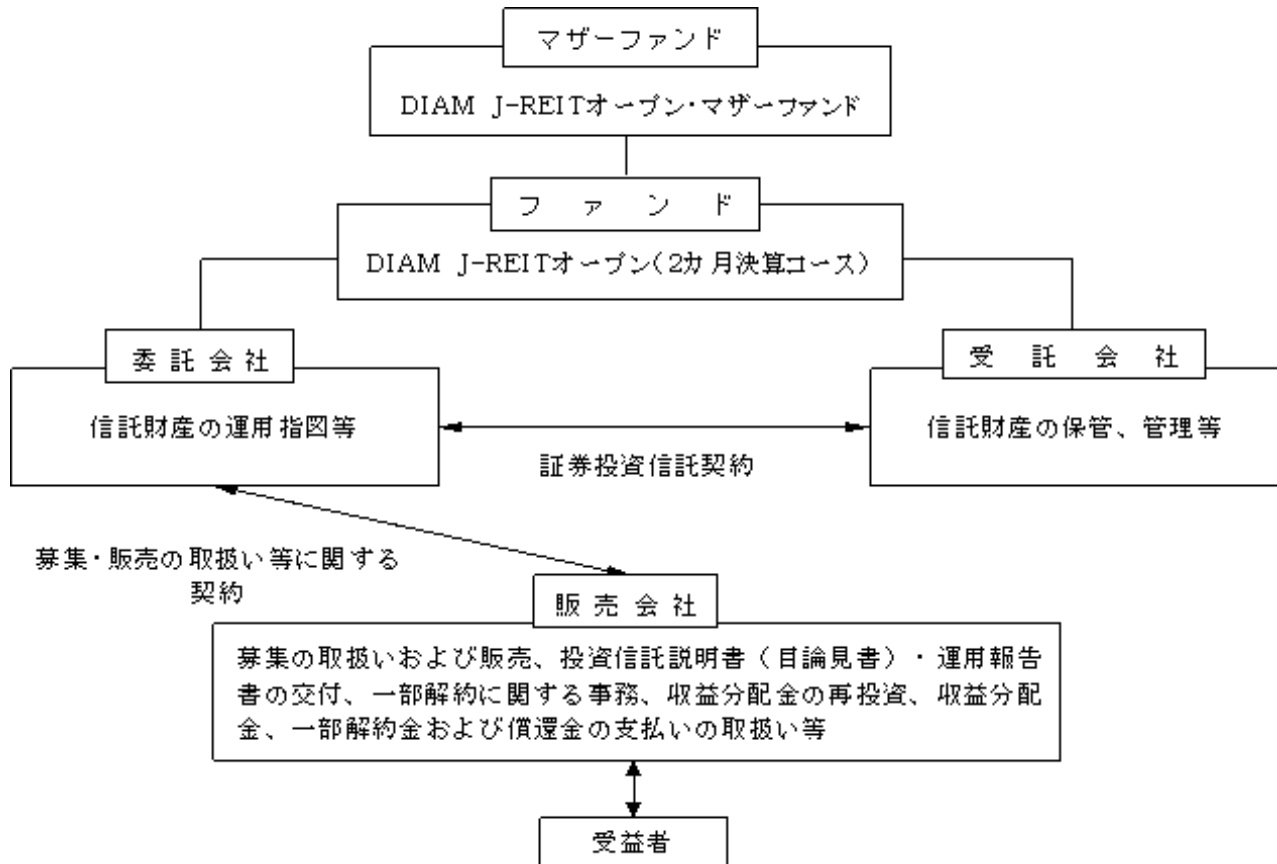 マザーファンド
DIAM J-REITオープン・マザーファンド
ファンド
DIAM J-REITオープン(2カ月決算コース)
委託会社
受託会社
信託財産の運用指図等
信託財産の保管、管理等
証券投資信託契約
募集・販売の取扱い等に関する
契約
販売会社
募集の取扱いおよび販売、投資信託説明書(目論見書)・運用報告
書の交付、一部解約に関する事務、収益分配金の再投資、収益分配
金、一部解約金および償還金の支払いの取扱い等
受益者